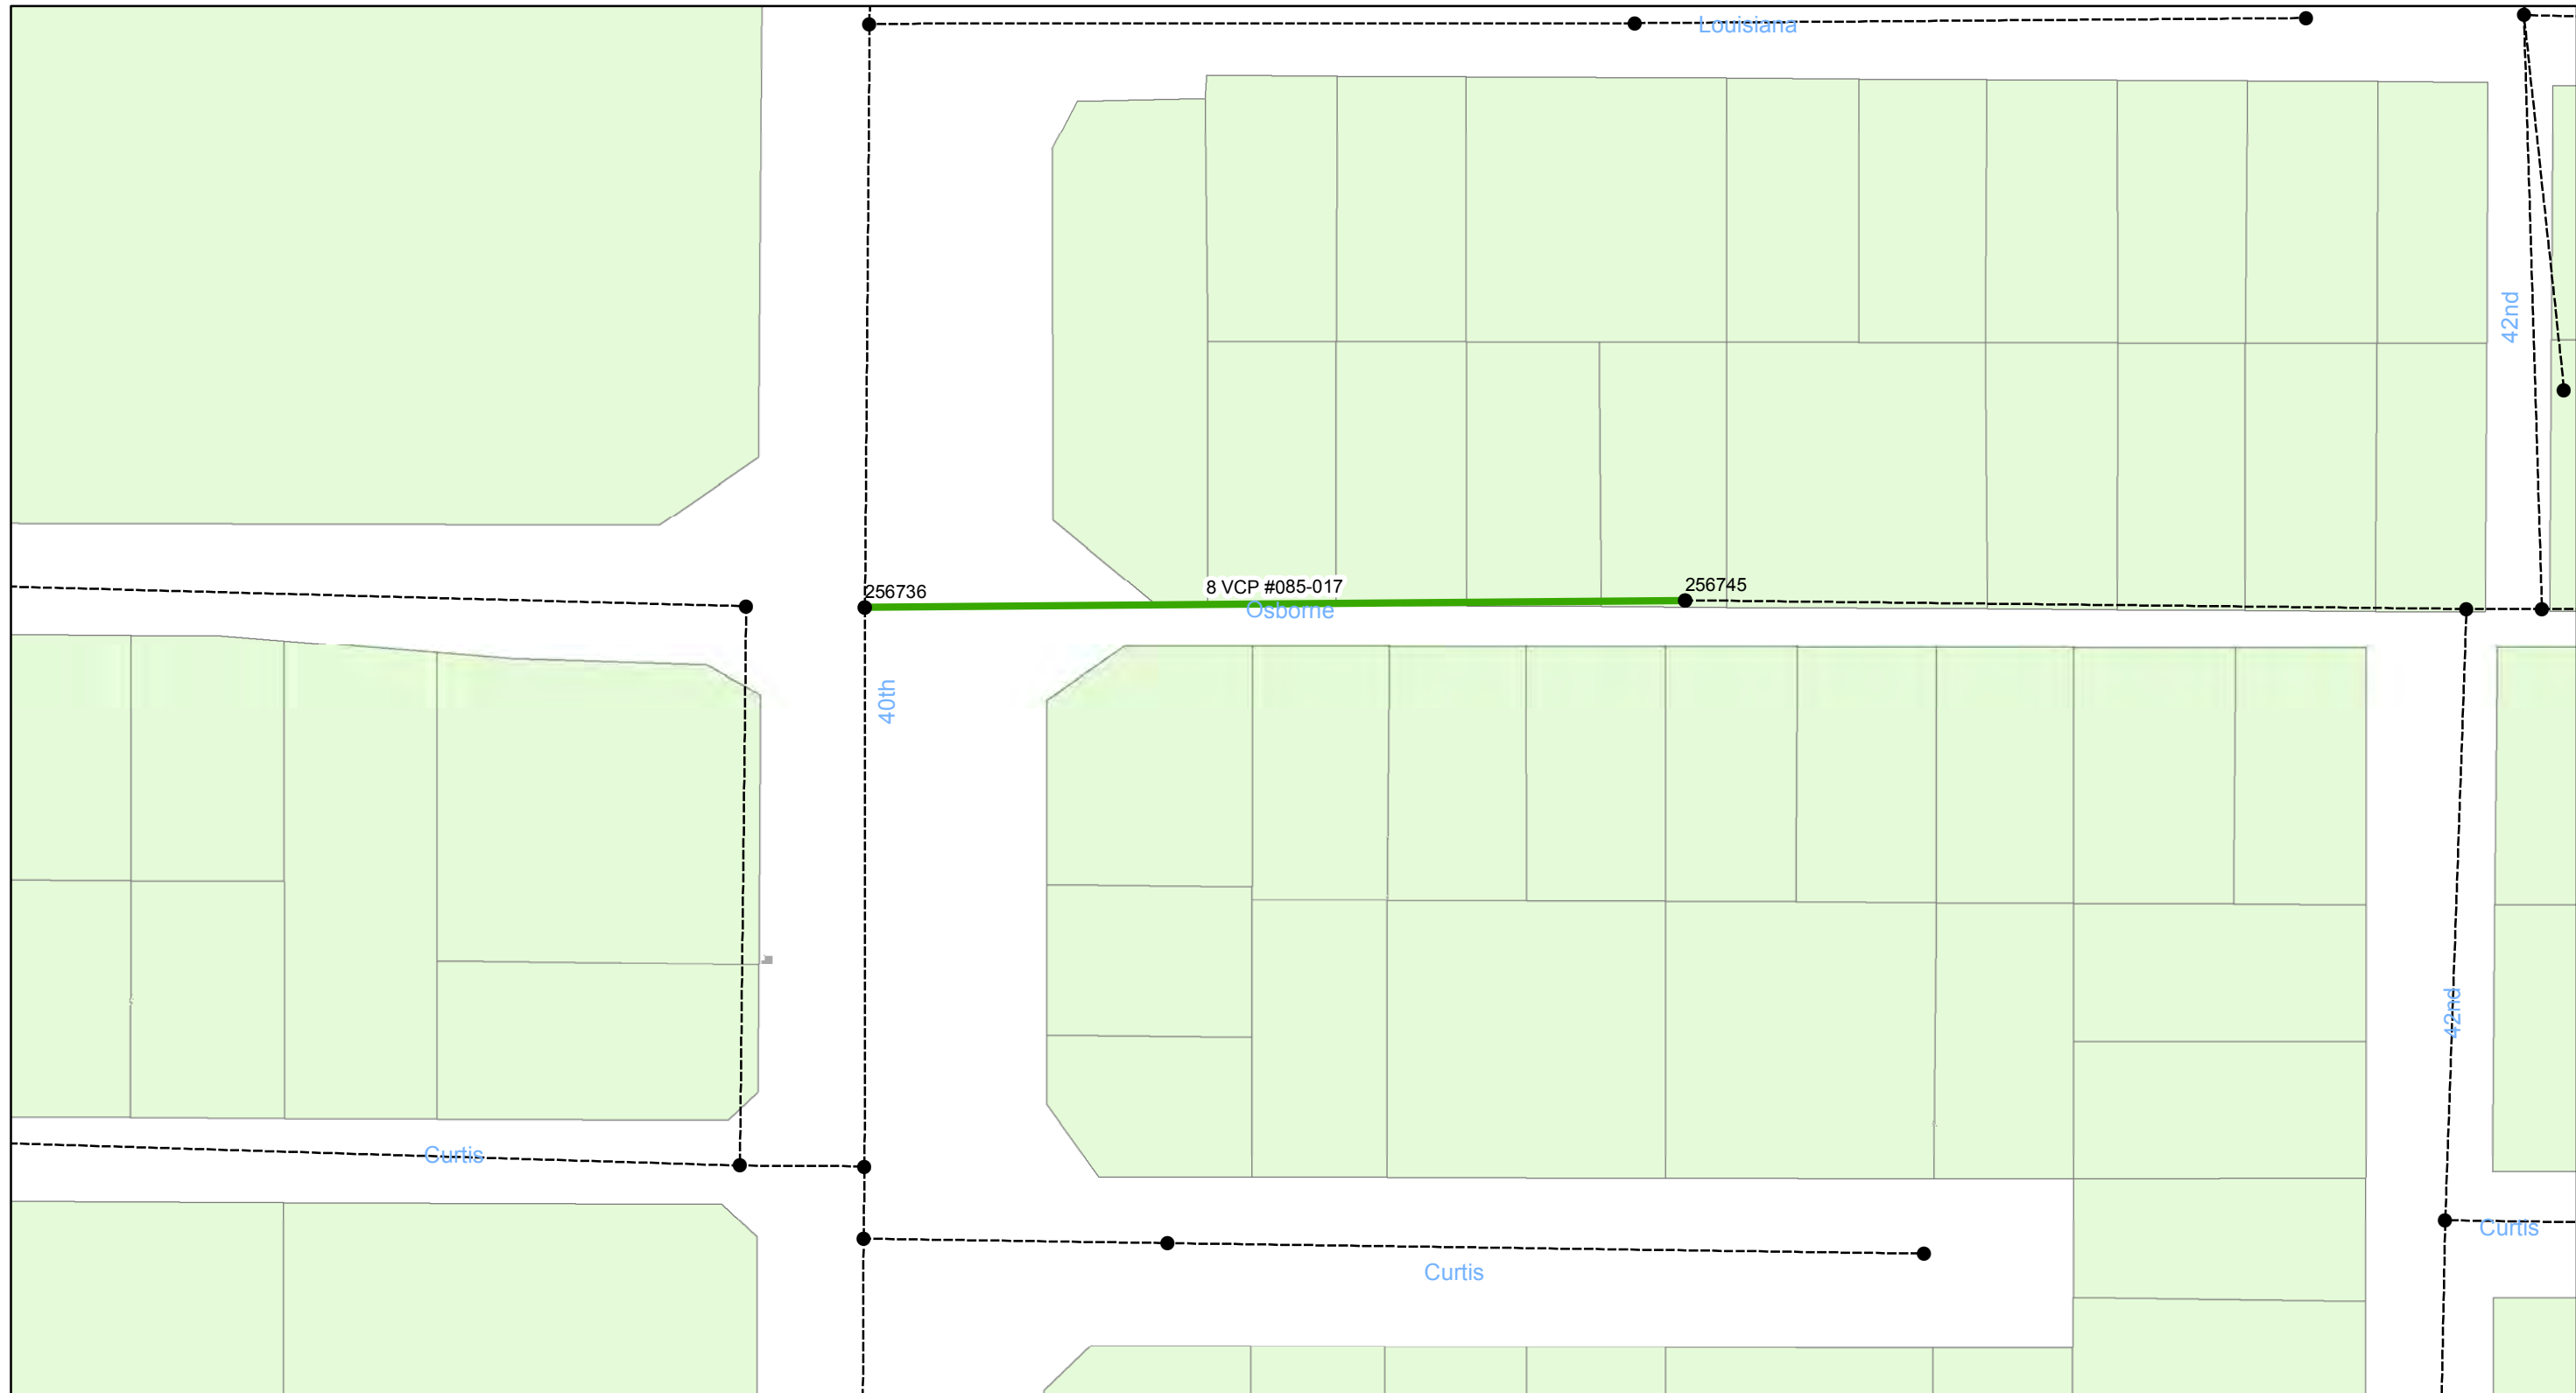 Louisiana
42nd
256736
8 VCP #085-017
256745
Osborne
40th
42nd
Curtis
Curtis
Curtis